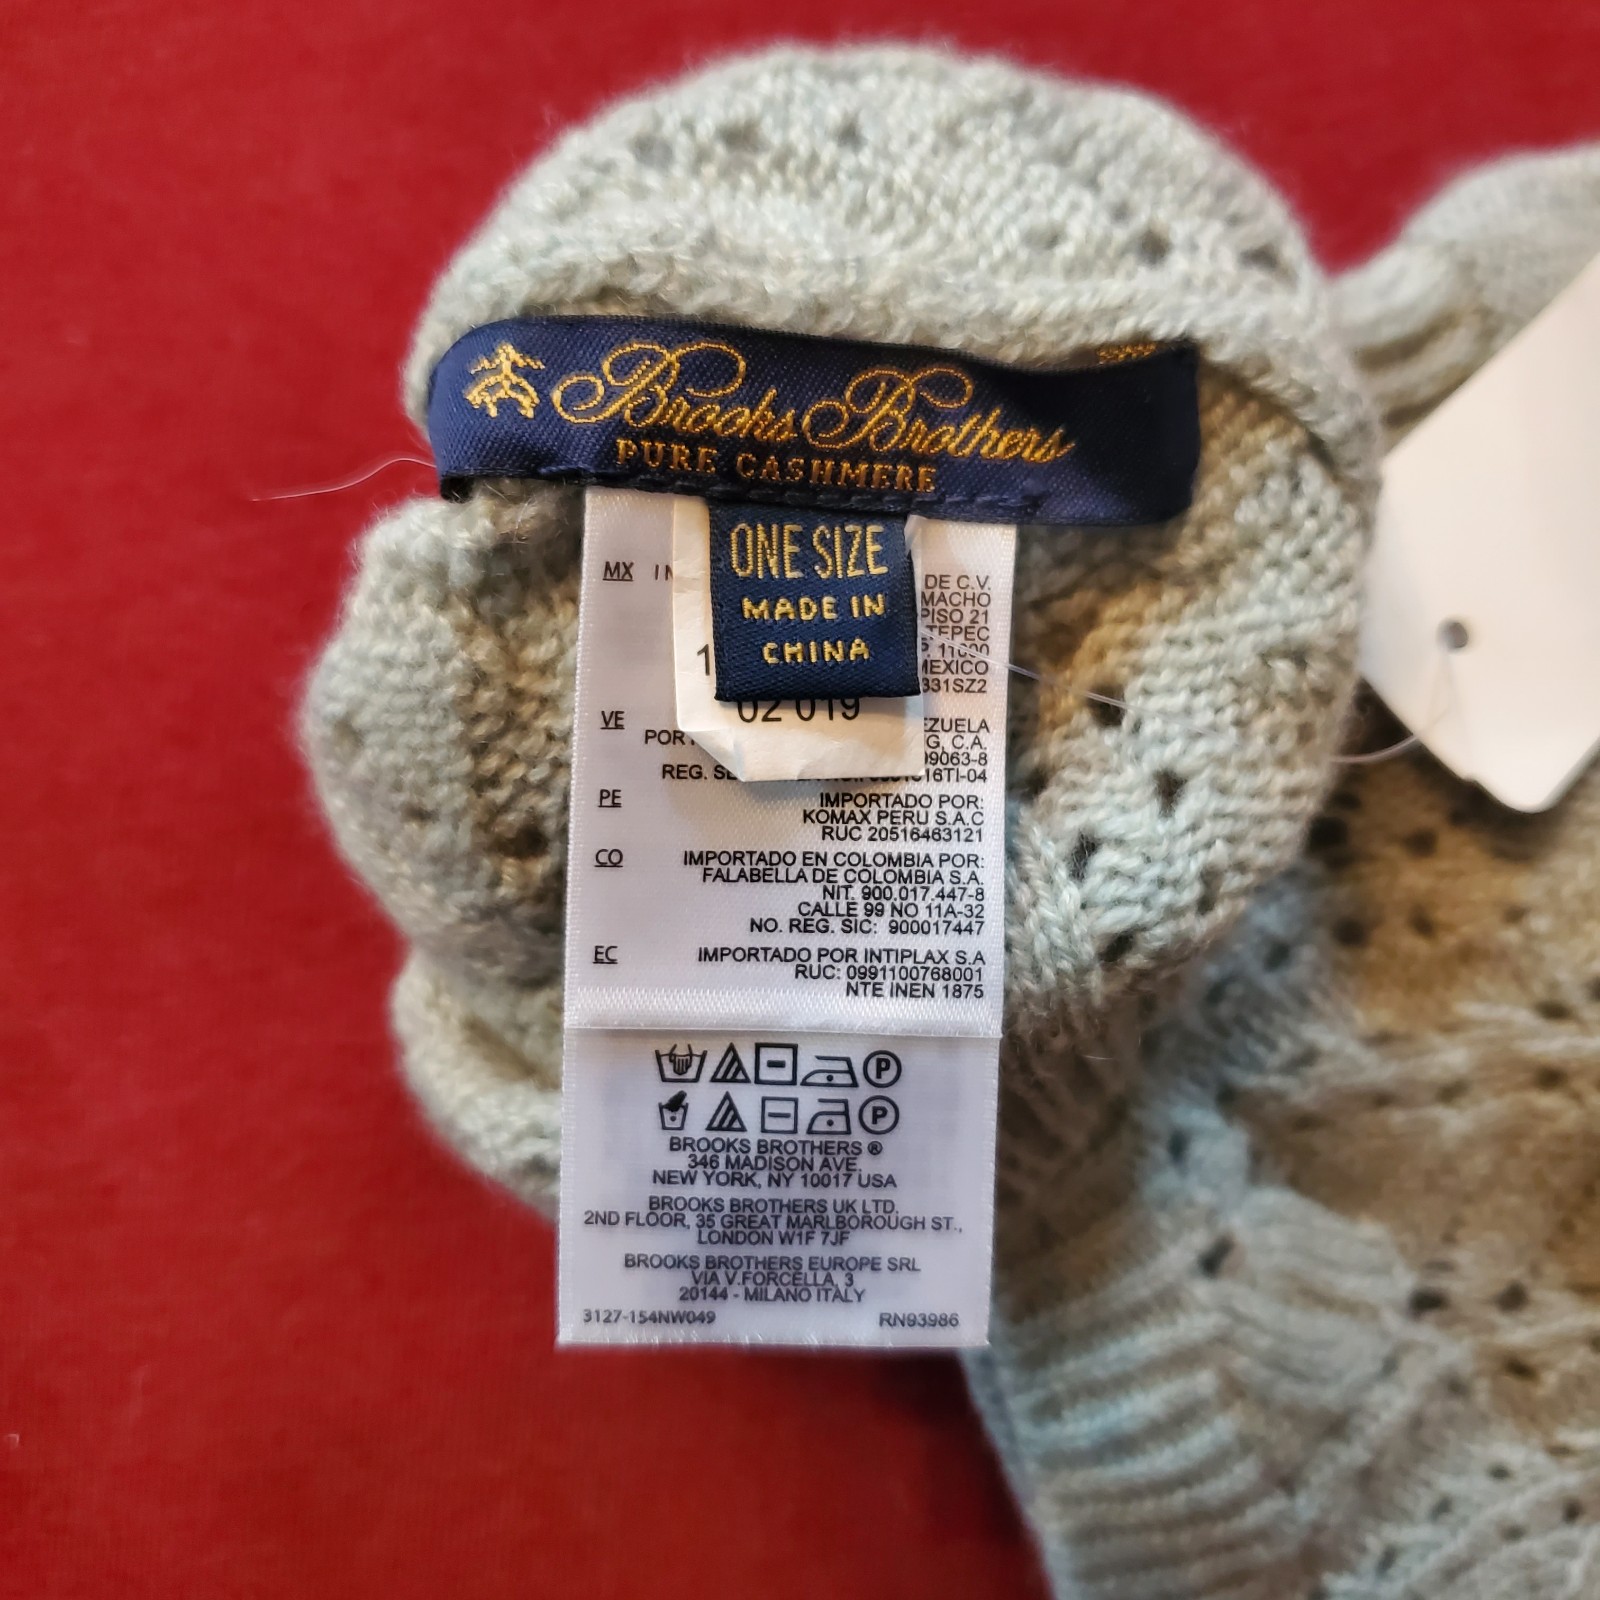 Brooks Brothers
PURE CASHMERE
ONE SIZE
MADE IN
CHINA
02 019
MX
DE C.V.
PISO 21
MEXICO
VE
C.A.
REG.
PE IMPORTADO POR:
KOMAX PERU S.A.C
RUC 20516463121
CO IMPORTADO EN COLOMBIA POR:
FALABELLA DE COLOMBIA S.A.
NIT. 900.017.447-8
CALLE 99 NO 11A-32
NO. REG. SIC: 900017447
EC IMPORTADO POR INTIPLAX S.A
RUC: 0991100768001
NTE INEN 1875
P
P
BROOKS BROTHERS ®
346 MADISON AVE.
NEW YORK, NY 10017 USA
BROOKS BROTHERS UK LTD.
2ND FLOOR, 35 GREAT MARLBOROUGH ST.,
LONDON W1F 7JF
BROOKS BROTHERS EUROPE SRL
VIA V.FORCELLA, 3
20144 - MILANO ITALY
3127-154NW049 RN93986